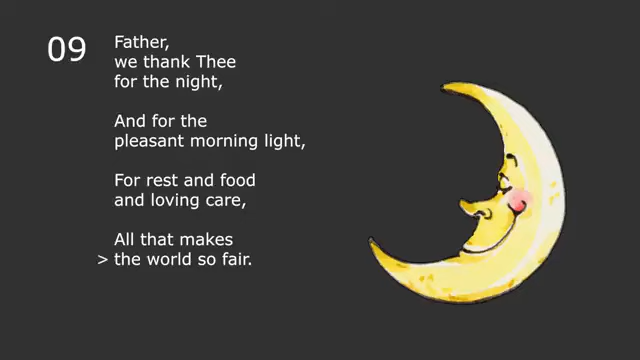 09
Father,
we thank Thee
for the night,
And for the
pleasant morning light,
For rest and food
and loving care,
All that makes
> the world so fair.